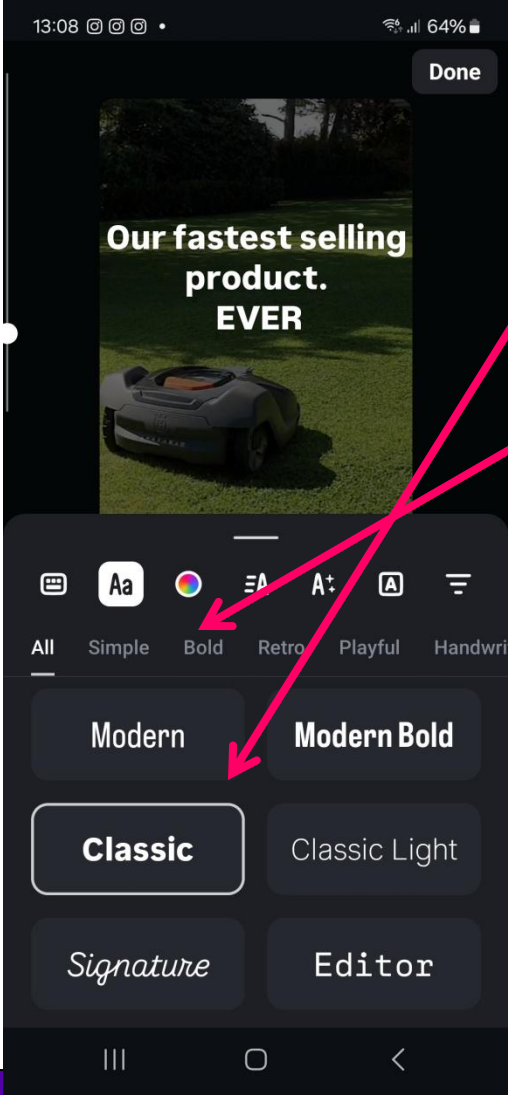 13:08
64%
Done
Our fastest selling
product.
EVER
Aa
A
A
A
All Simple Bold Retro Playful Handwri
Modern Modern Bold
Classic Classic Light
Signature Editor